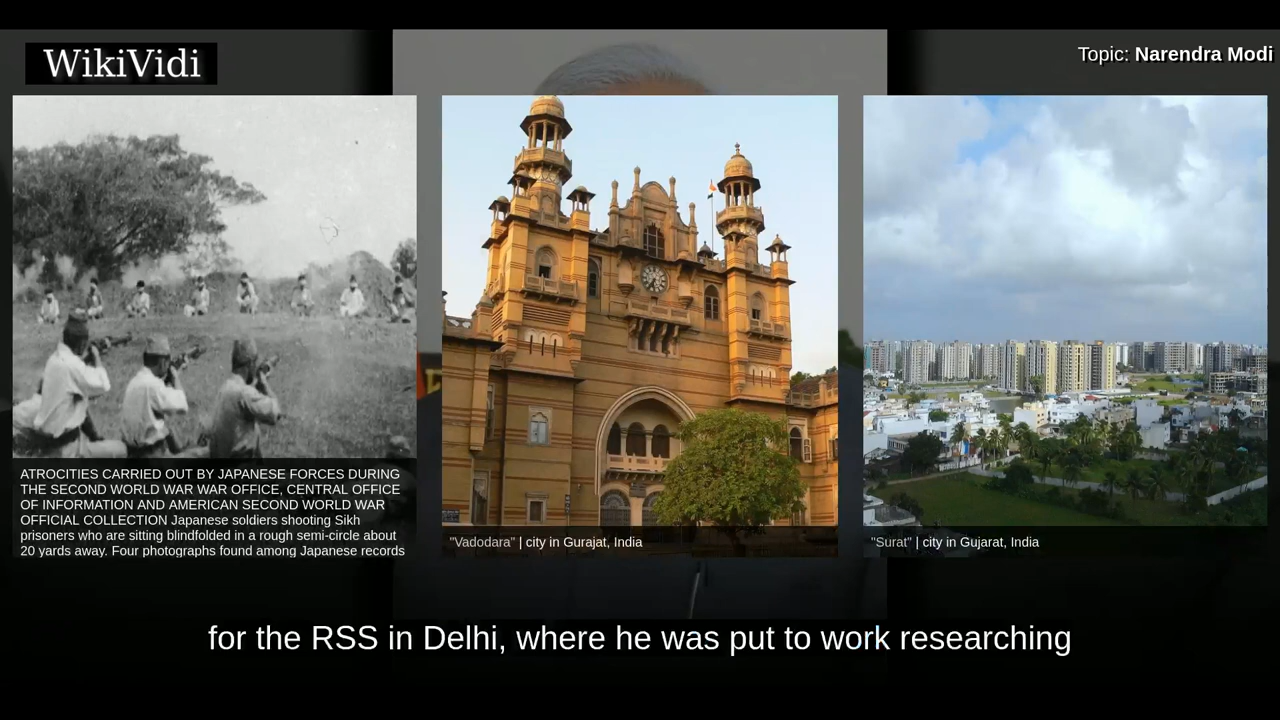 WikiVidi
Topic: Narendra Modi
ATROCITIES CARRIED OUT BY JAPANESE FORCES DURING
THE SECOND WORLD WAR WAR OFFICE, CENTRAL OFFICE
OF INFORMATION AND AMERICAN SECOND WORLD WAR
OFFICIAL COLLECTION Japanese soldiers shooting Sikh
prisoners who are sitting blindfolded in a rough semi-circle about
20 yards away. Four photographs found among Japanese records
"Vadodara" | city in Gurajat, India
"Surat" | city in Gujarat, India
for the RSS in Delhi, where he was put to work researching